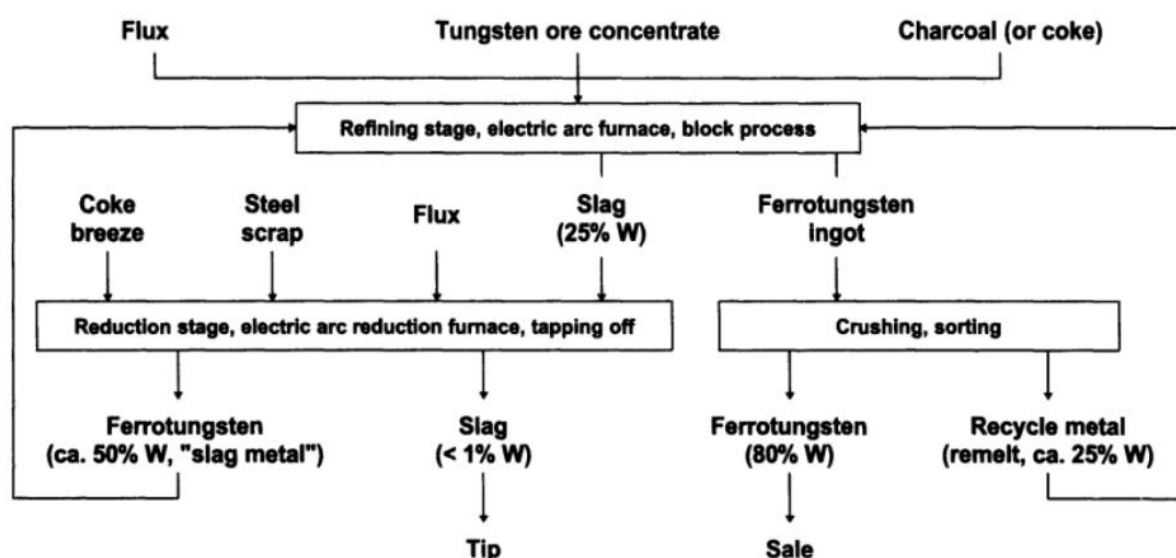 Flux
Tungsten ore concentrate
Charcoal (or coke)
Refining stage, electric arc furnace, block process
Coke
breeze
Steel
scrap
Flux
Slag
(25% W)
Ferrotungsten
ingot
Reduction stage, electric arc reduction furnace, tapping off
Crushing, sorting
Ferrotungsten
(ca. 50% W, "slag metal")
Slag
(< 1% W)
Ferrotungsten
(80% W)
Recycle metal
(remelt, ca. 25% W)
Tip
Sale